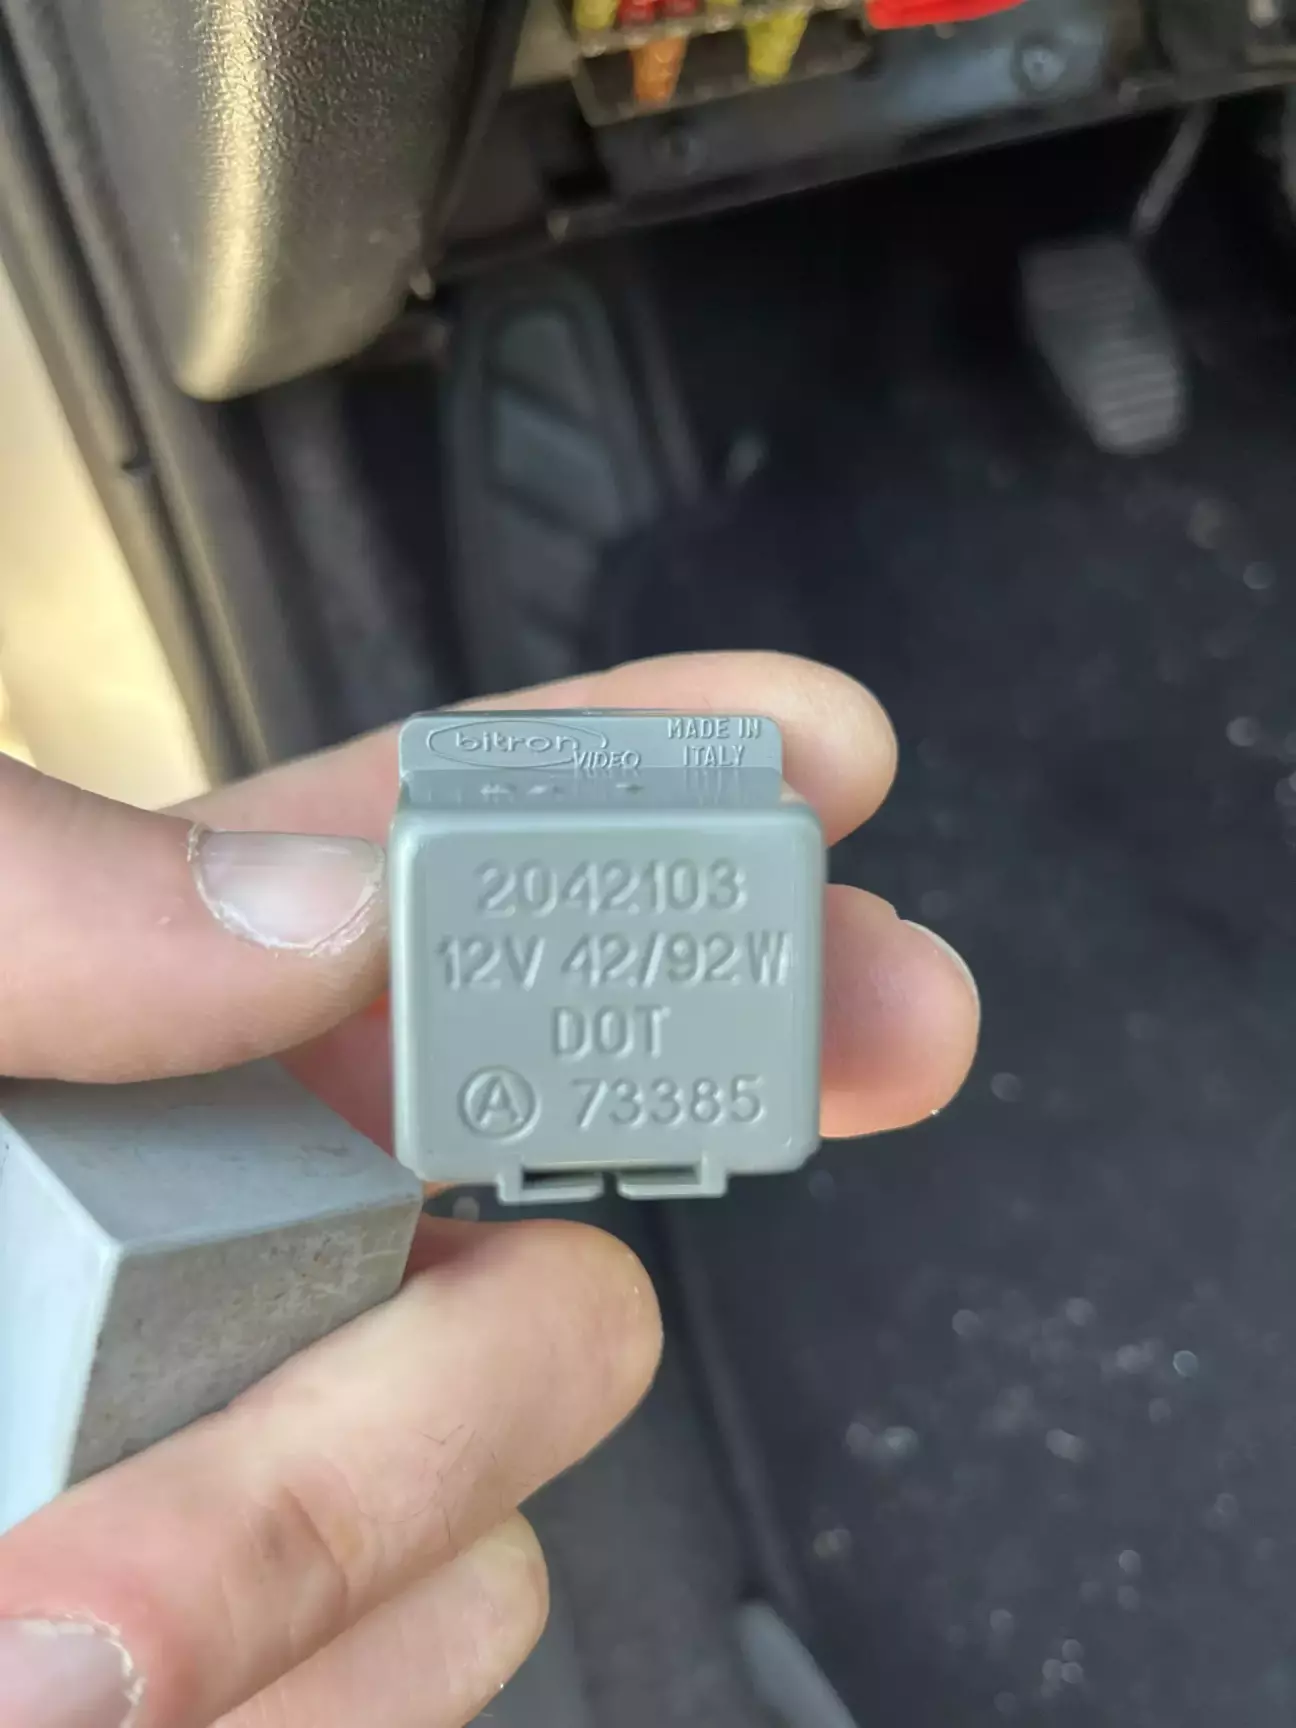 bitron VIDEO
MADE IN
ITALY
2042103
12V 42/92W
DOT
A 73385